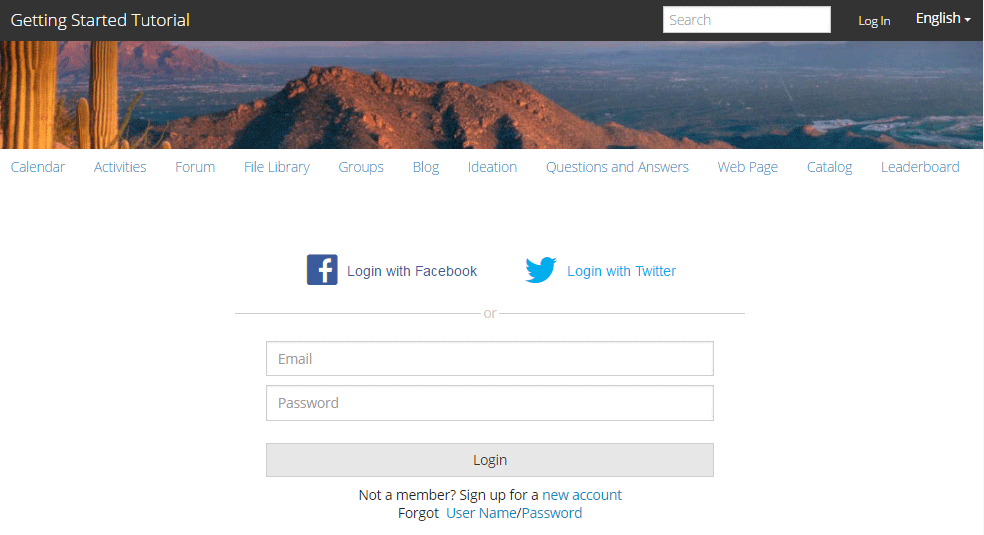 Getting Started Tutorial Search Log In English
Calendar Activities Forum File Library Groups Blog Ideation Questions and Answers Web Page Catalog Leaderboard
Login with Facebook Login with Twitter
or
Email
Password
Login
Not a member? Sign up for a new account
Forgot User Name/Password